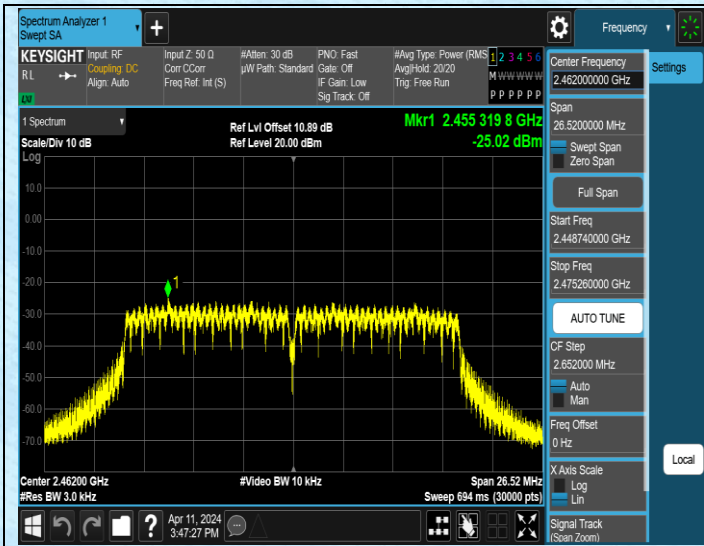 Spectrum Analyzer 1
Swept SA
Frequency
KEYSIGHT
RL
LXI
Input: RF
Coupling: DC
Align: Auto
Input Z: 50 Ω
Corr CCorr
Freq Ref: Int (S)
#Atten: 30 dB
µW Path: Standard
PNO: Fast
Gate: Off
IF Gain: Low
Sig Track: Off
#Avg Type: Power (RMS
Avg|Hold: 20/20
Trig: Free Run
1 2 3 4 5 6
M W W W W W
P P P P P P
1 Spectrum
Scale/Div 10 dB
Log
Ref Lvl Offset 10.89 dB
Ref Level 20.00 dBm
Mkr1 2.455 319 8 GHz
-25.02 dBm
10.0
0.00
-10.0
-20.0
-30.0
-40.0
-50.0
-60.0
-70.0
1
Center 2.46200 GHz
#Res BW 3.0 kHz
#Video BW 10 kHz
Span 26.52 MHz
Sweep 694 ms (30000 pts)
?
Apr 11, 2024
3:47:27 PM
Center Frequency
2.462000000 GHz
Span
26.5200000 MHz
Swept Span
Zero Span
Full Span
Start Freq
2.448740000 GHz
Stop Freq
2.475260000 GHz
AUTO TUNE
CF Step
2.652000 MHz
Auto
Man
Freq Offset
0 Hz
X Axis Scale
Log
Lin
Signal Track
(Span Zoom)
Settings
Local